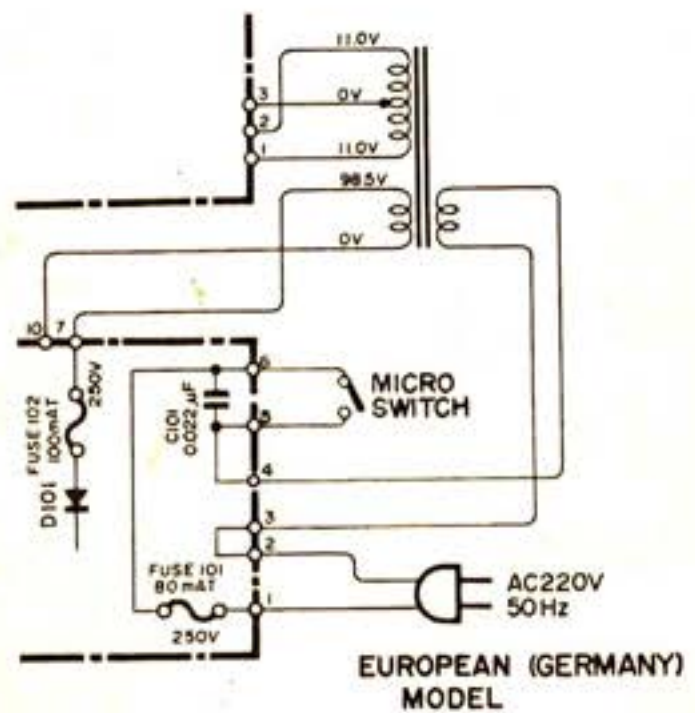 11.0V
3
0V
2
1
11.0V
98.5V
0V
10
7
250V
FUSE 102
100mAT
D101
6
C101
0.022µF
5
MICRO
SWITCH
4
3
2
FUSE 101
80mAT
1
250V
AC220V
50Hz
EUROPEAN (GERMANY)
MODEL